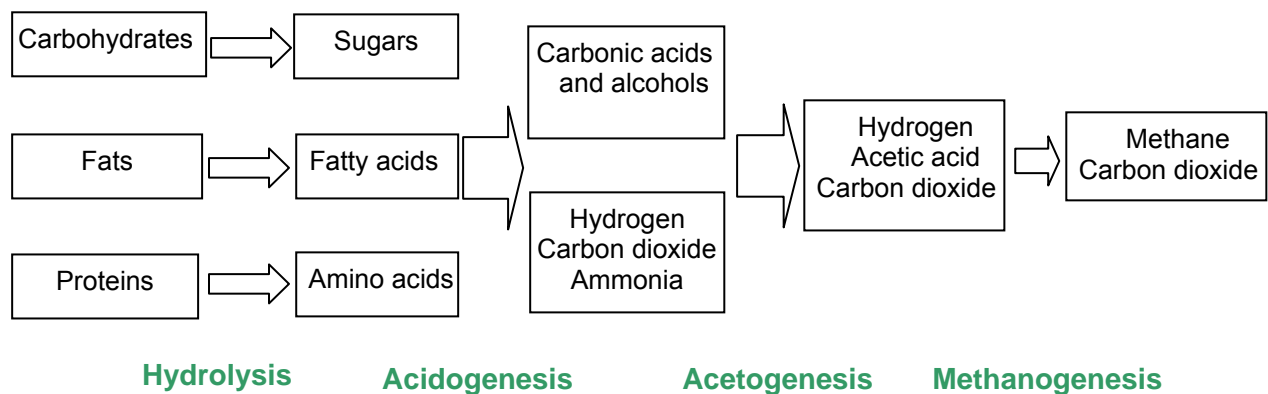 Carbohydrates
Sugars
Carbonic acids
and alcohols
Fats
Fatty acids
Hydrogen
Acetic acid
Carbon dioxide
Methane
Carbon dioxide
Hydrogen
Carbon dioxide
Ammonia
Proteins
Amino acids
Hydrolysis
Acidogenesis
Acetogenesis
Methanogenesis